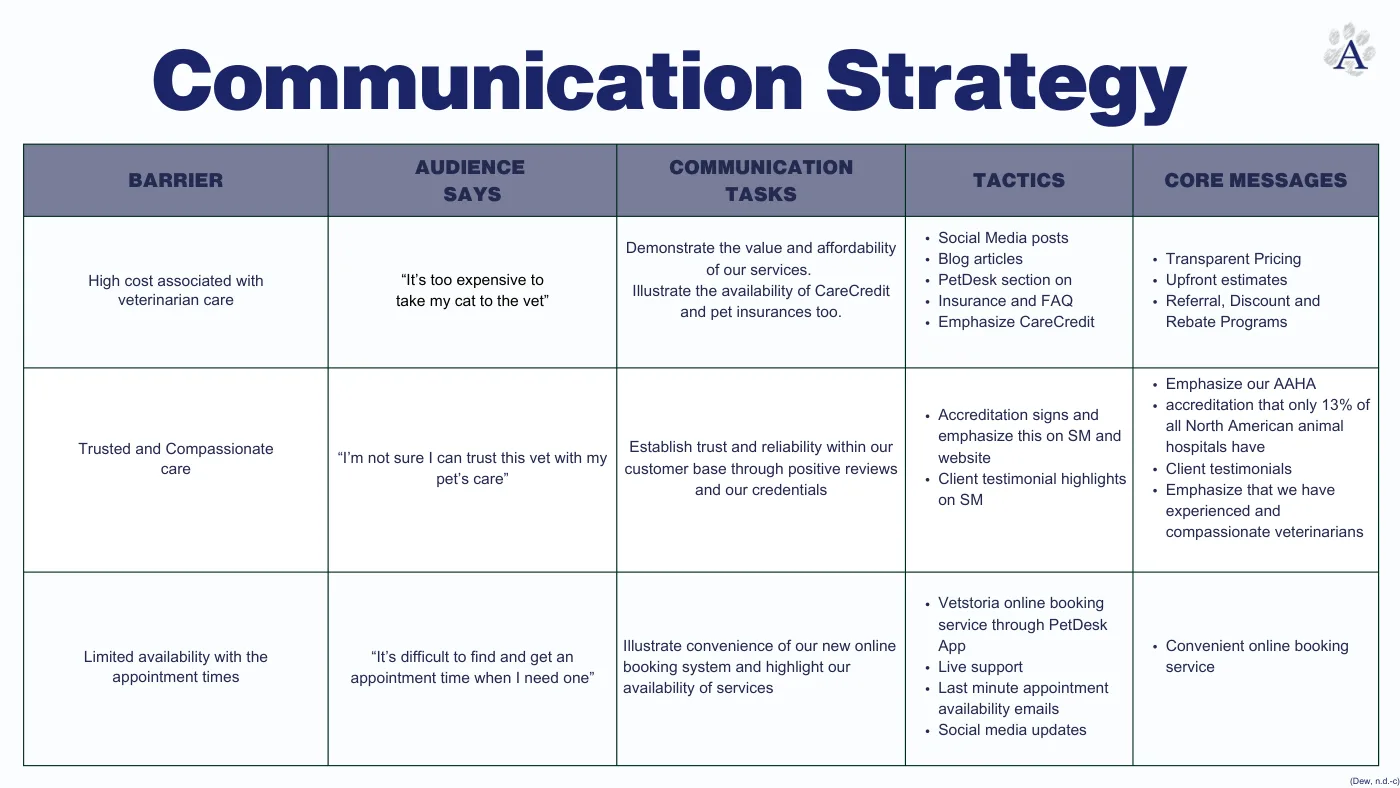 A
Communication Strategy
BARRIER
AUDIENCE
SAYS
COMMUNICATION
TASKS
TACTICS
CORE MESSAGES
High cost associated with
veterinarian care
“It’s too expensive to
take my cat to the vet”
Demonstrate the value and affordability
of our services.
Illustrate the availability of CareCredit
and pet insurances too.
• Social Media posts
• Blog articles
• PetDesk section on
• Insurance and FAQ
• Emphasize CareCredit
• Transparent Pricing
• Upfront estimates
• Referral, Discount and
Rebate Programs
Trusted and Compassionate
care
“I’m not sure I can trust this vet with my
pet’s care”
Establish trust and reliability within our
customer base through positive reviews
and our credentials
• Accreditation signs and
emphasize this on SM and
website
• Client testimonial highlights
on SM
• Emphasize our AAHA
• accreditation that only 13% of
all North American animal
hospitals have
• Client testimonials
• Emphasize that we have
experienced and
compassionate veterinarians
Limited availability with the
appointment times
“It’s difficult to find and get an
appointment time when I need one”
Illustrate convenience of our new online
booking system and highlight our
availability of services
• Vetstoria online booking
service through PetDesk
App
• Live support
• Last minute appointment
availability emails
• Social media updates
• Convenient online booking
service
(Dew, n.d.-c)